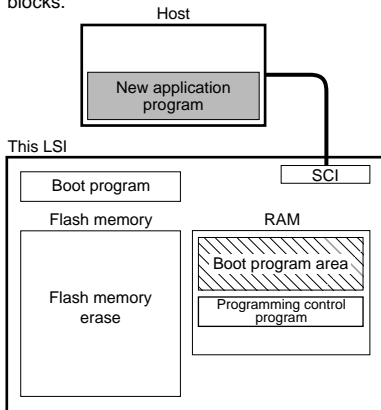 blocks.
Host
New application
program
This LSI
SCI
Boot program
Flash memory
RAM
Boot program area
Flash memory
erase
Programming control
program